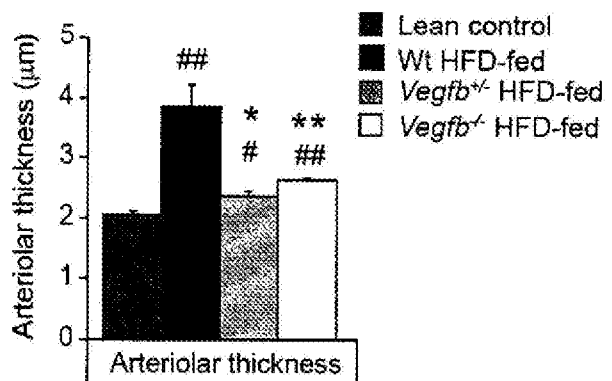 Lean control
Wt HFD-fed
Vegfb+/- HFD-fed
Vegfb-/- HFD-fed
Arteriolar thickness (μm)
5
4
3
2
1
0
##
*
#
**
##
Arteriolar thickness